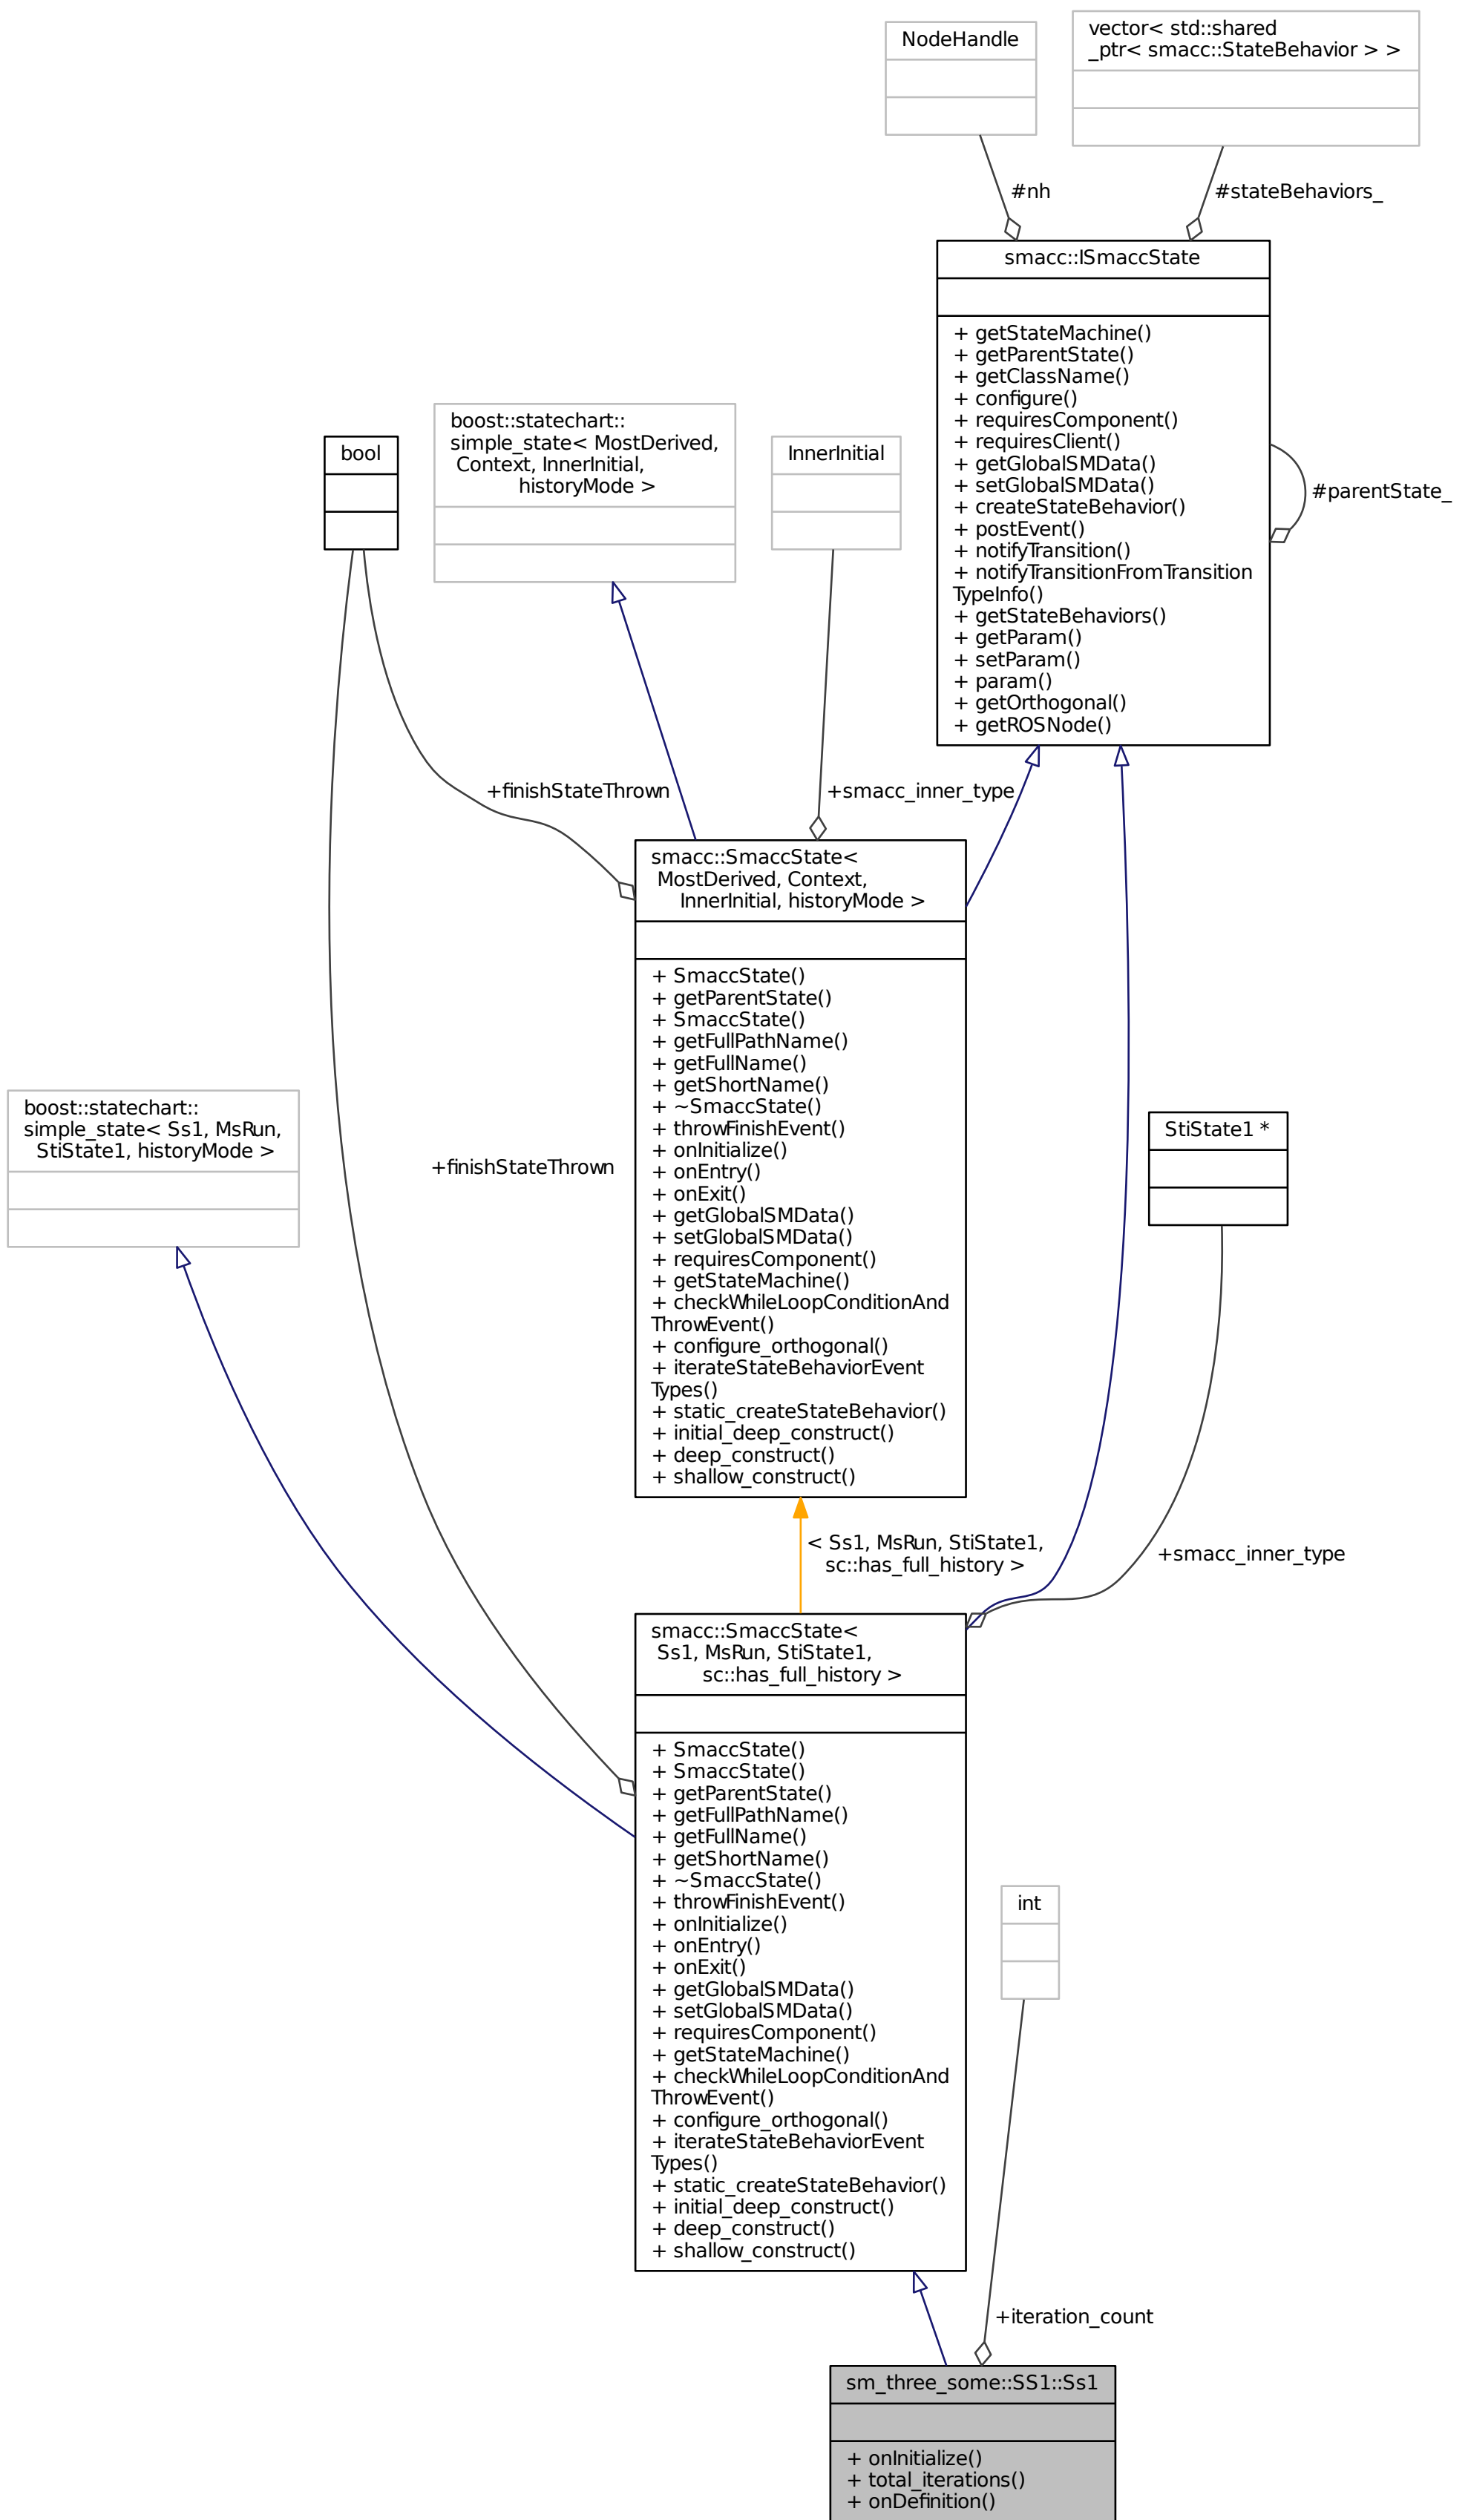 NodeHandle
vector< std::shared
_ptr< smacc::StateBehavior > >
#nh
#stateBehaviors_
smacc::ISmaccState
+ getStateMachine()
+ getParentState()
+ getClassName()
+ configure()
+ requiresComponent()
+ requiresClient()
+ getGlobalSMData()
+ setGlobalSMData()
+ createStateBehavior()
+ postEvent()
+ notifyTransition()
+ notifyTransitionFromTransition
TypeInfo()
+ getStateBehaviors()
+ getParam()
+ setParam()
+ param()
+ getOrthogonal()
+ getROSNode()
#parentState_
bool
boost::statechart::
simple_state< MostDerived,
Context, InnerInitial,
historyMode >
InnerInitial
+finishStateThrown
+smacc_inner_type
smacc::SmaccState<
MostDerived, Context,
InnerInitial, historyMode >
+ SmaccState()
+ getParentState()
+ SmaccState()
+ getFullPathName()
+ getFullName()
+ getShortName()
+ ~SmaccState()
+ throwFinishEvent()
+ onInitialize()
+ onEntry()
+ onExit()
+ getGlobalSMData()
+ setGlobalSMData()
+ requiresComponent()
+ getStateMachine()
+ checkWhileLoopConditionAnd
ThrowEvent()
+ configure_orthogonal()
+ iterateStateBehaviorEvent
Types()
+ static_createStateBehavior()
+ initial_deep_construct()
+ deep_construct()
+ shallow_construct()
boost::statechart::
simple_state< Ss1, MsRun,
StiState1, historyMode >
+finishStateThrown
StiState1 *
< Ss1, MsRun, StiState1,
sc::has_full_history >
+smacc_inner_type
smacc::SmaccState<
Ss1, MsRun, StiState1,
sc::has_full_history >
+ SmaccState()
+ SmaccState()
+ getParentState()
+ getFullPathName()
+ getFullName()
+ getShortName()
+ ~SmaccState()
+ throwFinishEvent()
+ onInitialize()
+ onEntry()
+ onExit()
+ getGlobalSMData()
+ setGlobalSMData()
+ requiresComponent()
+ getStateMachine()
+ checkWhileLoopConditionAnd
ThrowEvent()
+ configure_orthogonal()
+ iterateStateBehaviorEvent
Types()
+ static_createStateBehavior()
+ initial_deep_construct()
+ deep_construct()
+ shallow_construct()
int
+iteration_count
sm_three_some::SS1::Ss1
+ onInitialize()
+ total_iterations()
+ onDefinition()